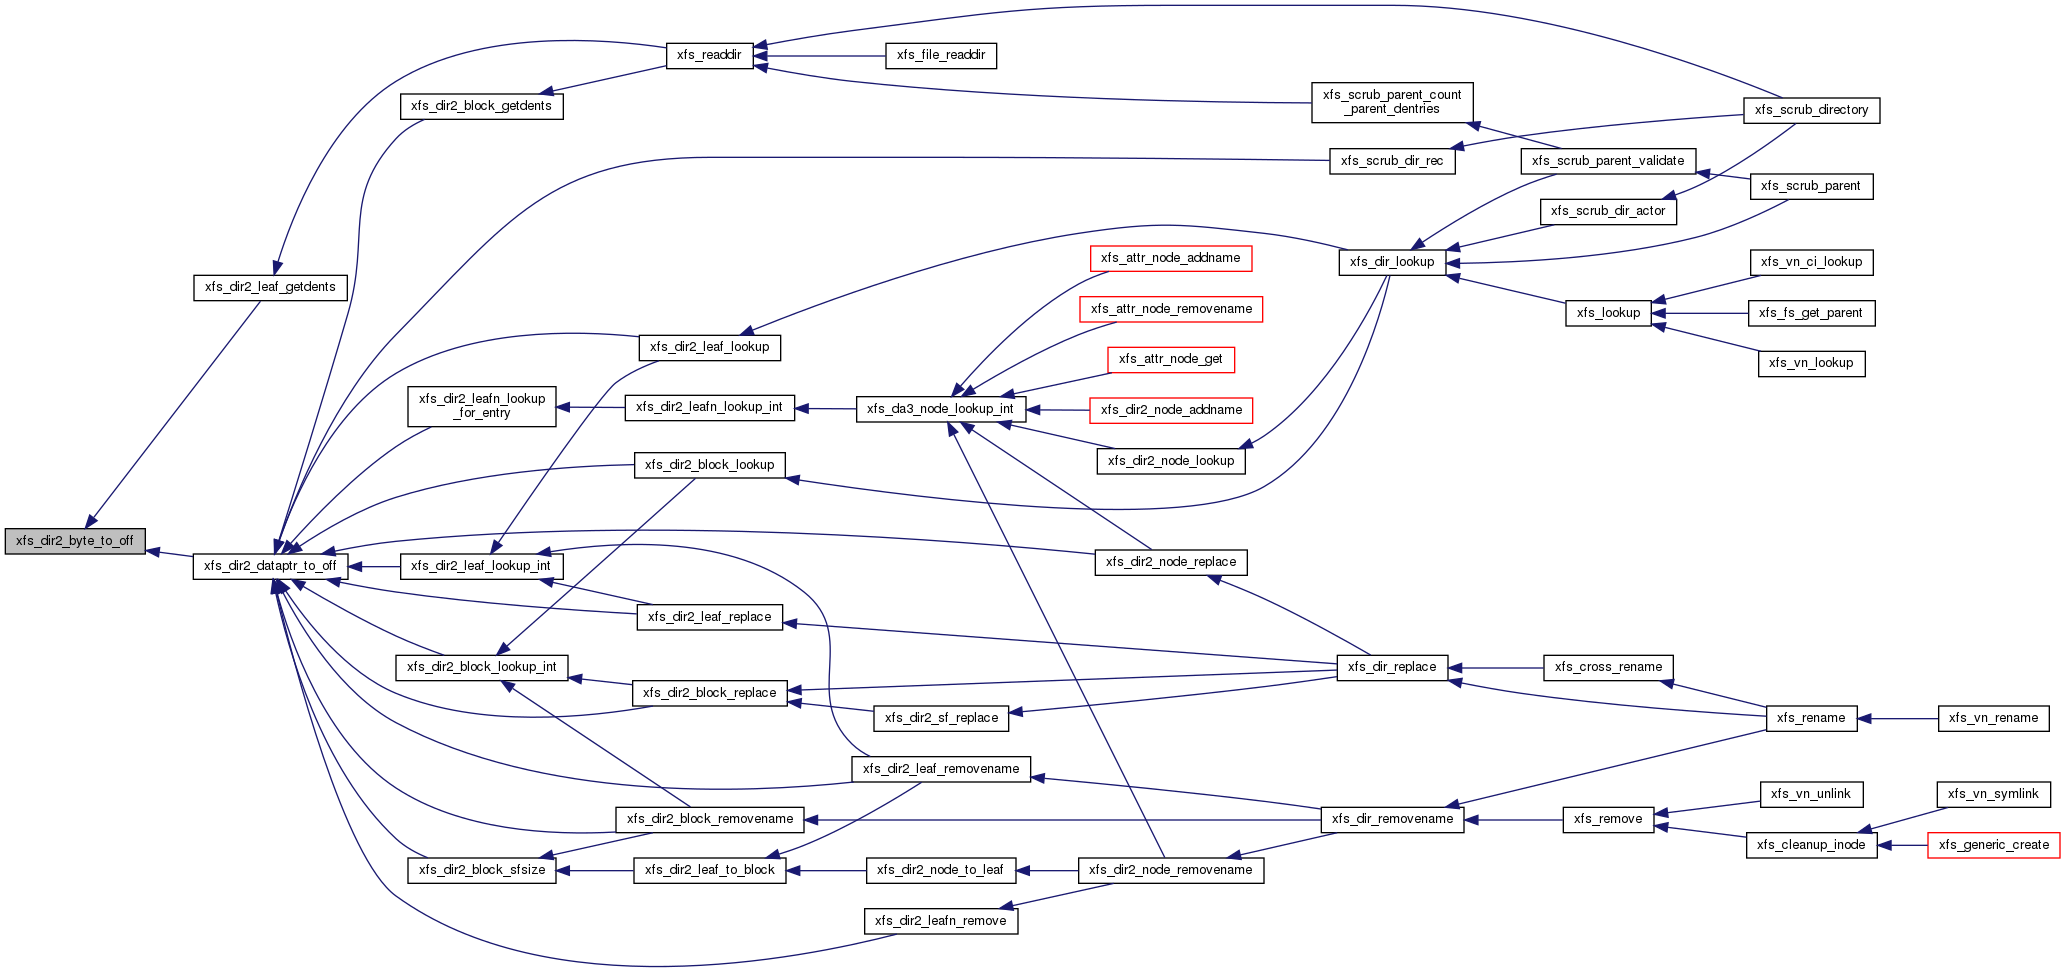 xfs_readdir
xfs_file_readdir
xfs_dir2_block_getdents
xfs_scrub_parent_count
_parent_dentries
xfs_scrub_directory
xfs_scrub_dir_rec
xfs_scrub_parent_validate
xfs_scrub_parent
xfs_scrub_dir_actor
xfs_attr_node_addname
xfs_dir_lookup
xfs_vn_ci_lookup
xfs_dir2_leaf_getdents
xfs_attr_node_removename
xfs_lookup
xfs_fs_get_parent
xfs_dir2_leaf_lookup
xfs_attr_node_get
xfs_vn_lookup
xfs_dir2_leafn_lookup
_for_entry
xfs_dir2_leafn_lookup_int
xfs_da3_node_lookup_int
xfs_dir2_node_addname
xfs_dir2_block_lookup
xfs_dir2_node_lookup
xfs_dir2_byte_to_off
xfs_dir2_dataptr_to_off
xfs_dir2_leaf_lookup_int
xfs_dir2_node_replace
xfs_dir2_leaf_replace
xfs_dir2_block_lookup_int
xfs_dir_replace
xfs_cross_rename
xfs_dir2_block_replace
xfs_dir2_sf_replace
xfs_rename
xfs_vn_rename
xfs_dir2_leaf_removename
xfs_vn_unlink
xfs_vn_symlink
xfs_dir2_block_removename
xfs_dir_removename
xfs_remove
xfs_cleanup_inode
xfs_generic_create
xfs_dir2_block_sfsize
xfs_dir2_leaf_to_block
xfs_dir2_node_to_leaf
xfs_dir2_node_removename
xfs_dir2_leafn_remove